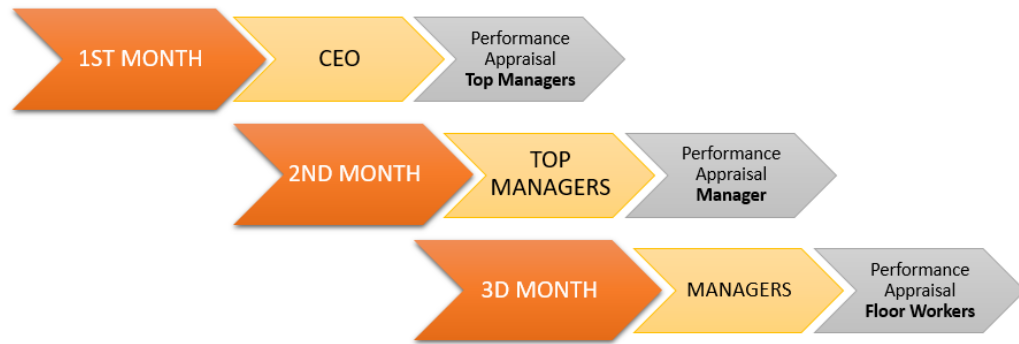 1ST MONTH
CEO
Performance
Appraisal
Top Managers
2ND MONTH
TOP
MANAGERS
Performance
Appraisal
Manager
3D MONTH
MANAGERS
Performance
Appraisal
Floor Workers